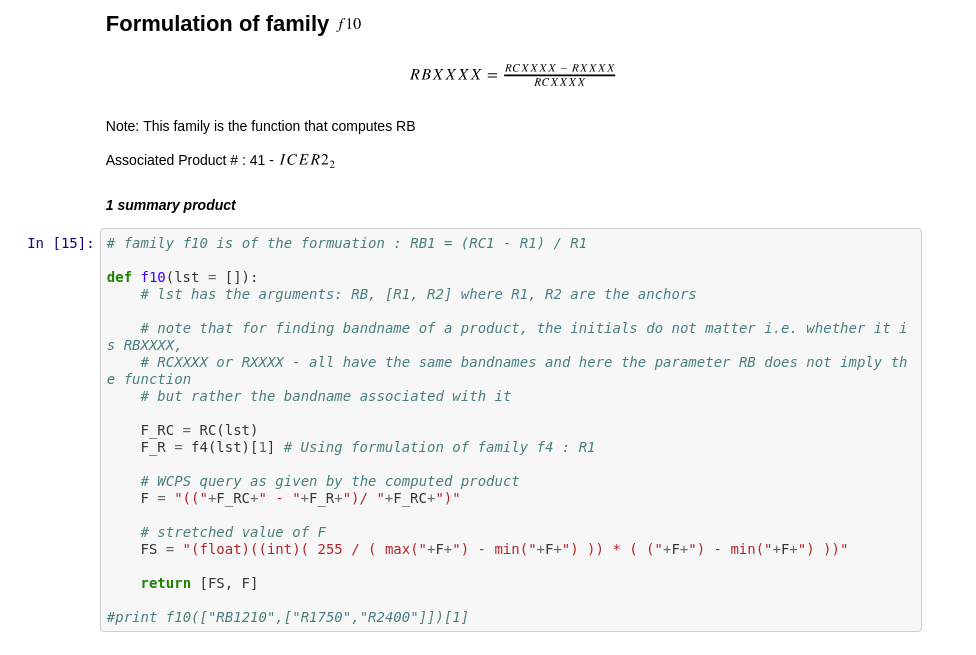 Formulation of family f10
RBXXXX = RCXXXX − RXXXX / RCXXXX
Note: This family is the function that computes RB
Associated Product # : 41 - ICER2₂
1 summary product
In [15]: # family f10 is of the formuation : RB1 = (RC1 - R1) / R1
def f10(lst = []):
    # lst has the arguments: RB, [R1, R2] where R1, R2 are the anchors
    # note that for finding bandname of a product, the initials do not matter i.e. whether it i
s RBXXXX,
    # RCXXXX or RXXXX - all have the same bandnames and here the parameter RB does not imply th
e function
    # but rather the bandname associated with it
    F_RC = RC(lst)
    F_R = f4(lst)[1] # Using formulation of family f4 : R1
    # WCPS query as given by the computed product
    F = "(("+F_RC+" - "+F_R+")/ "+F_RC+")"
    # stretched value of F
    FS = "(float)((int)( 255 / ( max("+F+") - min("+F+") )) * ( ("+F+") - min("+F+") ))"
    return [FS, F]
#print f10(["RB1210",["R1750","R2400"]])[1]